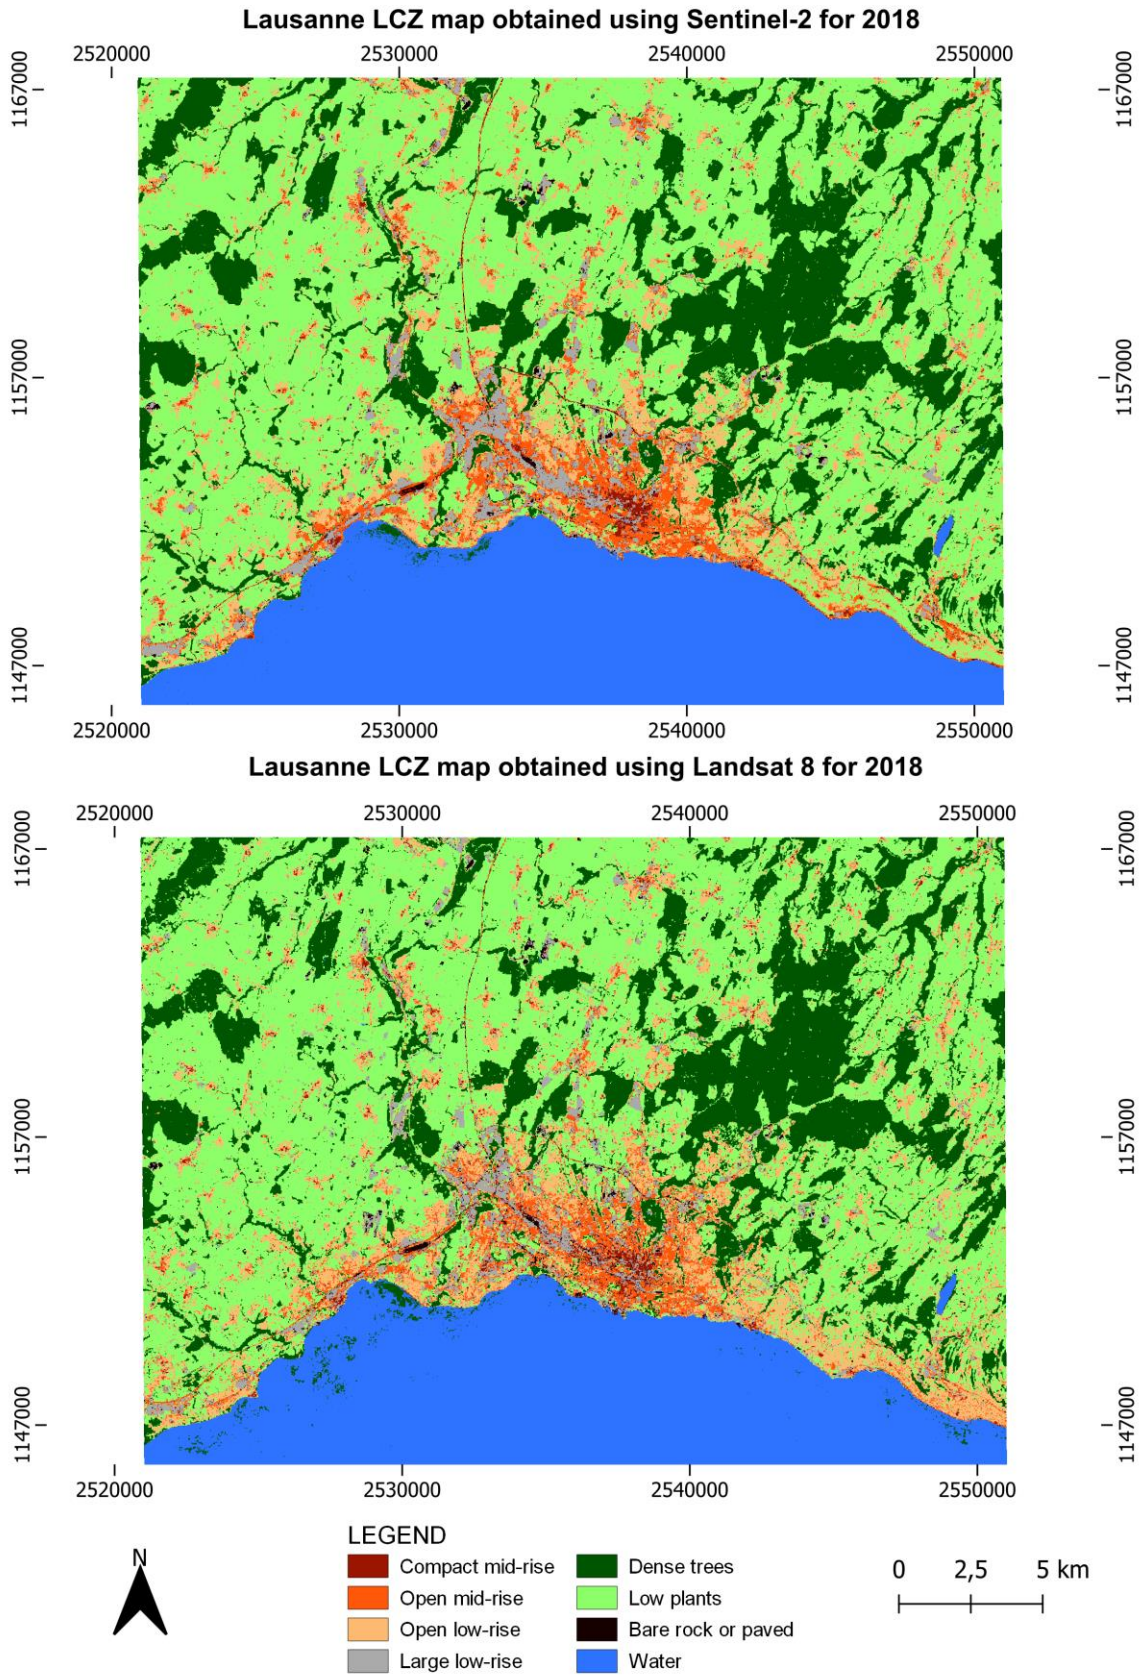 Lausanne LCZ map obtained using Sentinel-2 for 2018
2520000 2530000 2540000 2550000
1167000 1167000
1157000 1157000
1147000 1147000
2520000 2530000 2540000 2550000
Lausanne LCZ map obtained using Landsat 8 for 2018
2520000 2530000 2540000 2550000
1167000 1167000
1157000 1157000
1147000 1147000
2520000 2530000 2540000 2550000
N
LEGEND
Compact mid-rise Dense trees
Open mid-rise Low plants
Open low-rise Bare rock or paved
Large low-rise Water
0 2,5 5 km